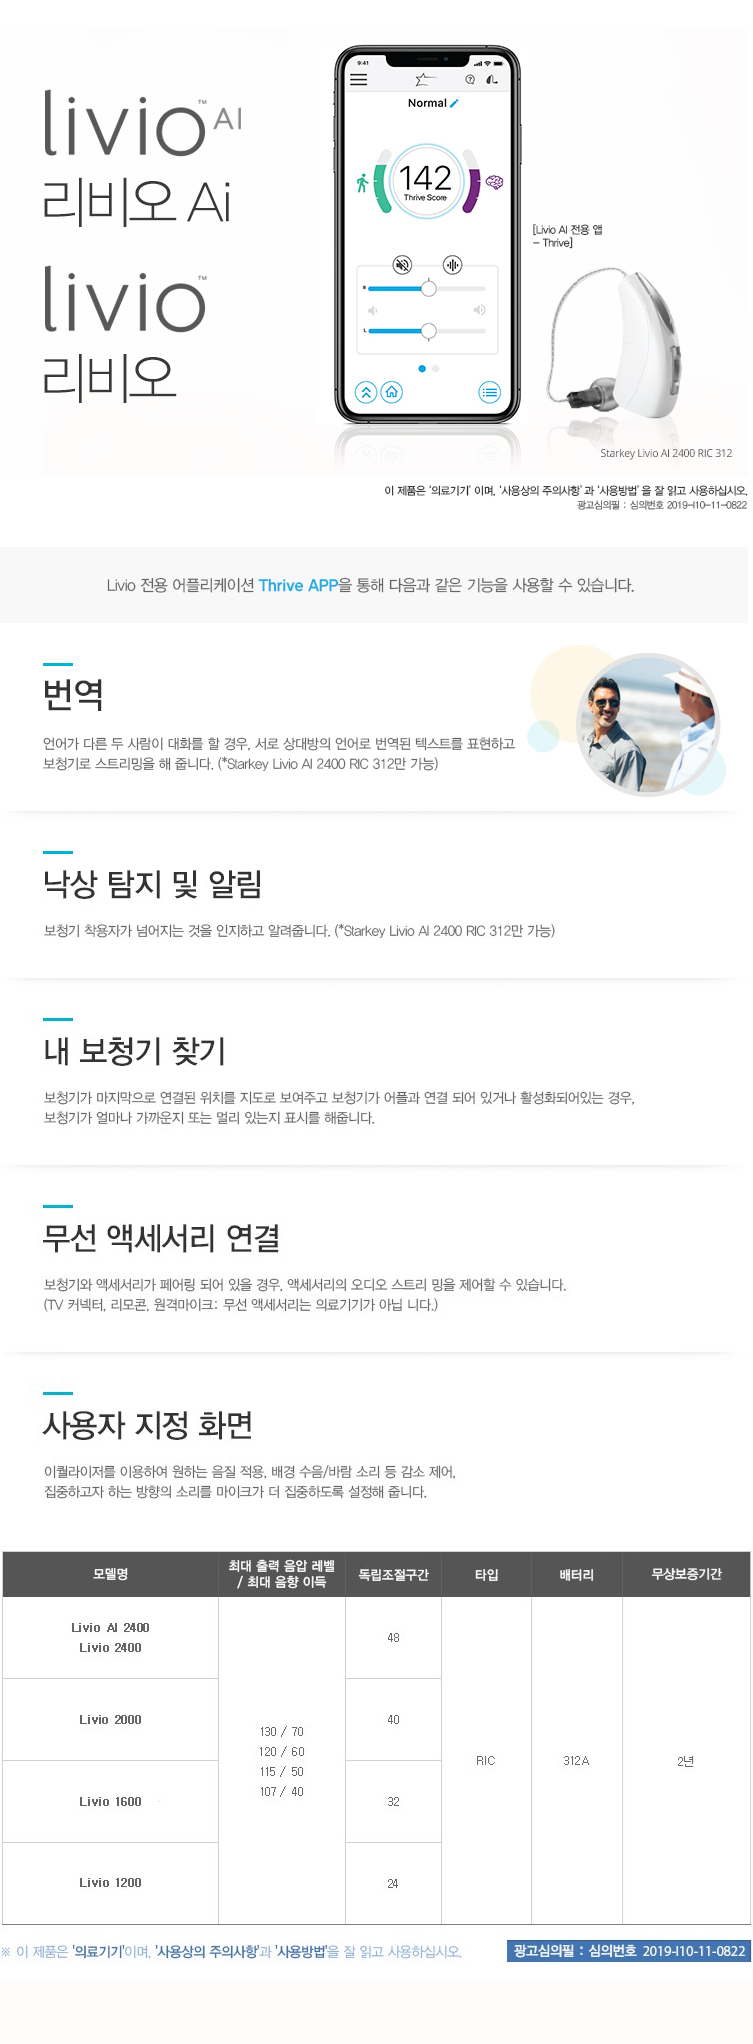 livio™ AI
리비오 Ai
livio™
리비오
9:41
Normal
142
Thrive Score
R
L
[Livio AI 전용 앱
- Thrive]
Starkey Livio AI 2400 RIC 312
이 제품은 '의료기기' 이며, '사용상의 주의사항' 과 '사용방법' 을 잘 읽고 사용하십시오.
광고심의필 : 심의번호 2019-I10-11-0822
Livio 전용 어플리케이션 Thrive APP을 통해 다음과 같은 기능을 사용할 수 있습니다.
번역
언어가 다른 두 사람이 대화를 할 경우, 서로 상대방의 언어로 번역된 텍스트를 표현하고
보청기로 스트리밍을 해 줍니다. (*Starkey Livio AI 2400 RIC 312만 가능)
낙상 탐지 및 알림
보청기 착용자가 넘어지는 것을 인지하고 알려줍니다. (*Starkey Livio AI 2400 RIC 312만 가능)
내 보청기 찾기
보청기가 마지막으로 연결된 위치를 지도로 보여주고 보청기가 어플과 연결 되어 있거나 활성화되어있는 경우,
보청기가 얼마나 가까운지 또는 멀리 있는지 표시를 해줍니다.
무선 액세서리 연결
보청기와 액세서리가 페어링 되어 있을 경우, 액세서리의 오디오 스트리 밍을 제어할 수 있습니다.
(TV 커넥터, 리모콘, 원격마이크: 무선 액세서리는 의료기기가 아닙 니다.)
사용자 지정 화면
이퀄라이저를 이용하여 원하는 음질 적용, 배경 수음/바람 소리 등 감소 제어,
집중하고자 하는 방향의 소리를 마이크가 더 집중하도록 설정해 줍니다.
모델명 최대 출력 음압 레벨 / 최대 음향 이득 독립조절구간 타입 배터리 무상보증기간
Livio AI 2400
Livio 2400
48
Livio 2000
40
130 / 70
120 / 60
115 / 50
107 / 40
RIC 312A 2년
Livio 1600
32
Livio 1200
24
※ 이 제품은 '의료기기'이며, '사용상의 주의사항'과 '사용방법'을 잘 읽고 사용하십시오.
광고심의필 : 심의번호 2019-I10-11-0822